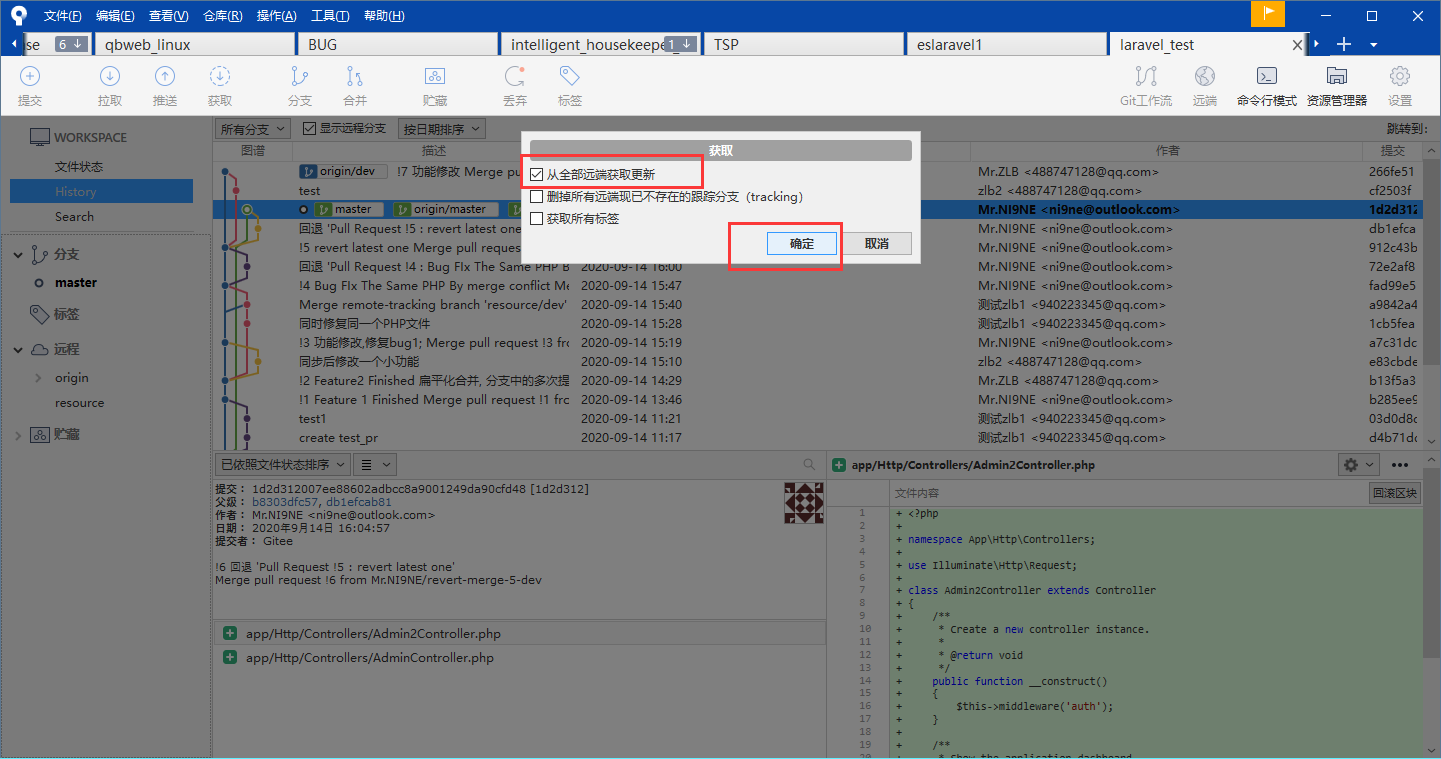 文件(F) 编辑(E) 查看(V) 仓库(R) 操作(A) 工具(T) 帮助(H)
se 6 qbweb_linux BUG intelligent_housekeepe 1 TSP eslaravel1 laravel_test
提交 拉取 推送 获取 分支 合并 贮藏 丢弃 标签 Git工作流 远端 命令行模式 资源管理器 设置
WORKSPACE
文件状态
History
Search
分支
master
标签
远程
origin
resource
贮藏
所有分支 显示远程分支 按日期排序 跳转到:
图谱 描述 作者 提交
origin/dev !7 功能修改 Merge pu Mr.ZLB <488747128@qq.com> 266fe51
test zlb2 <488747128@qq.com> cf2503f
master origin/master Mr.NI9NE <ni9ne@outlook.com> 1d2d312
回退 'Pull Request !5 : revert latest one Mr.NI9NE <ni9ne@outlook.com> db1efca
!5 revert latest one Merge pull reques Mr.NI9NE <ni9ne@outlook.com> 912c43b
回退 'Pull Request !4 : Bug FIx The Same PHP B 2020-09-14 16:00 Mr.NI9NE <ni9ne@outlook.com> 72e2af8
!4 Bug FIx The Same PHP By merge conflict Me 2020-09-14 15:47 Mr.NI9NE <ni9ne@outlook.com> fad99e5
Merge remote-tracking branch 'resource/dev' 2020-09-14 15:40 测试zlb1 <940223345@qq.com> a9842a4
同时修复同一个PHP文件 2020-09-14 15:28 测试zlb1 <940223345@qq.com> 1cb5fea
!3 功能修改,修复bug1; Merge pull request !3 fro 2020-09-14 15:19 Mr.NI9NE <ni9ne@outlook.com> a7c31dc
同步后修改一个小功能 2020-09-14 15:10 zlb2 <488747128@qq.com> e83cbde
!2 Feature2 Finished 扁平化合并, 分支中的多次提 2020-09-14 14:29 Mr.ZLB <488747128@qq.com> b13f5a3
!1 Feature 1 Finished Merge pull request !1 fro 2020-09-14 13:46 Mr.NI9NE <ni9ne@outlook.com> b285ee9
test1 2020-09-14 11:21 测试zlb1 <940223345@qq.com> 03d0d8c
create test_pr 2020-09-14 11:17 测试zlb1 <940223345@qq.com> d4b71dc
获取
从全部远端获取更新
删掉所有远端现已不存在的跟踪分支（tracking）
获取所有标签
确定 取消
已依照文件状态排序
提交： 1d2d312007ee88602adbcc8a9001249da90cfd48 [1d2d312]
父级： b8303dfc57, db1efcab81
作者： Mr.NI9NE <ni9ne@outlook.com>
日期： 2020年9月14日 16:04:57
提交者： Gitee
!6 回退 'Pull Request !5 : revert latest one'
Merge pull request !6 from Mr.NI9NE/revert-merge-5-dev
app/Http/Controllers/Admin2Controller.php
app/Http/Controllers/AdminController.php
app/Http/Controllers/Admin2Controller.php
文件内容 回滚区块
1 + <?php
2 +
3 + namespace App\Http\Controllers;
4 +
5 + use Illuminate\Http\Request;
6 +
7 + class Admin2Controller extends Controller
8 + {
9 + /**
10 + * Create a new controller instance.
11 + *
12 + * @return void
13 + */
14 + public function __construct()
15 + {
16 + $this->middleware('auth');
17 + }
18 +
19 + /**
20 + * Show the application dashboard